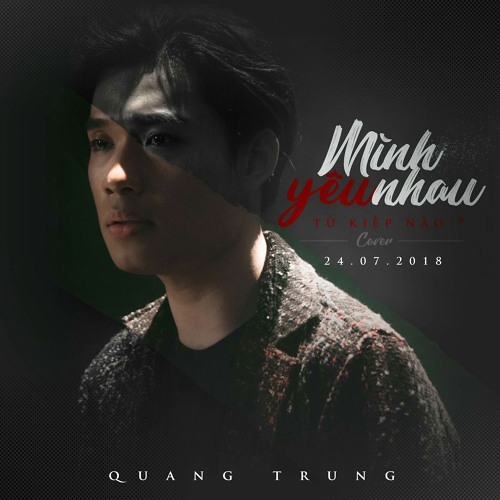 Mình
yêu nhau
TỪ KIẾP NÀO?
Cover
24.07.2018
QUANG TRUNG